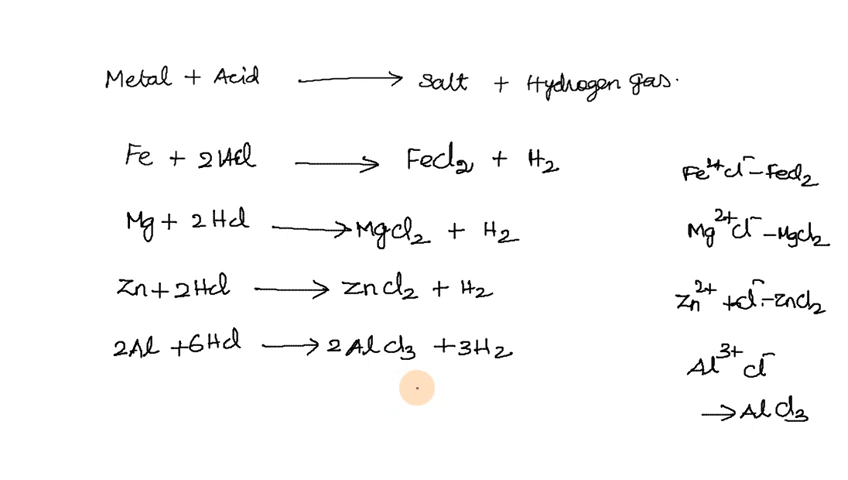 Metal + Acid → Salt + Hydrogen gas.
Fe + 2HCl → FeCl₂ + H₂
Mg + 2HCl → MgCl₂ + H₂
Zn + 2HCl → ZnCl₂ + H₂
2Al + 6HCl → 2AlCl₃ + 3H₂
Fe²⁺Cl⁻ – FeCl₂
Mg²⁺Cl⁻ – MgCl₂
Zn²⁺ + Cl⁻ – ZnCl₂
Al³⁺ Cl⁻
→ AlCl₃